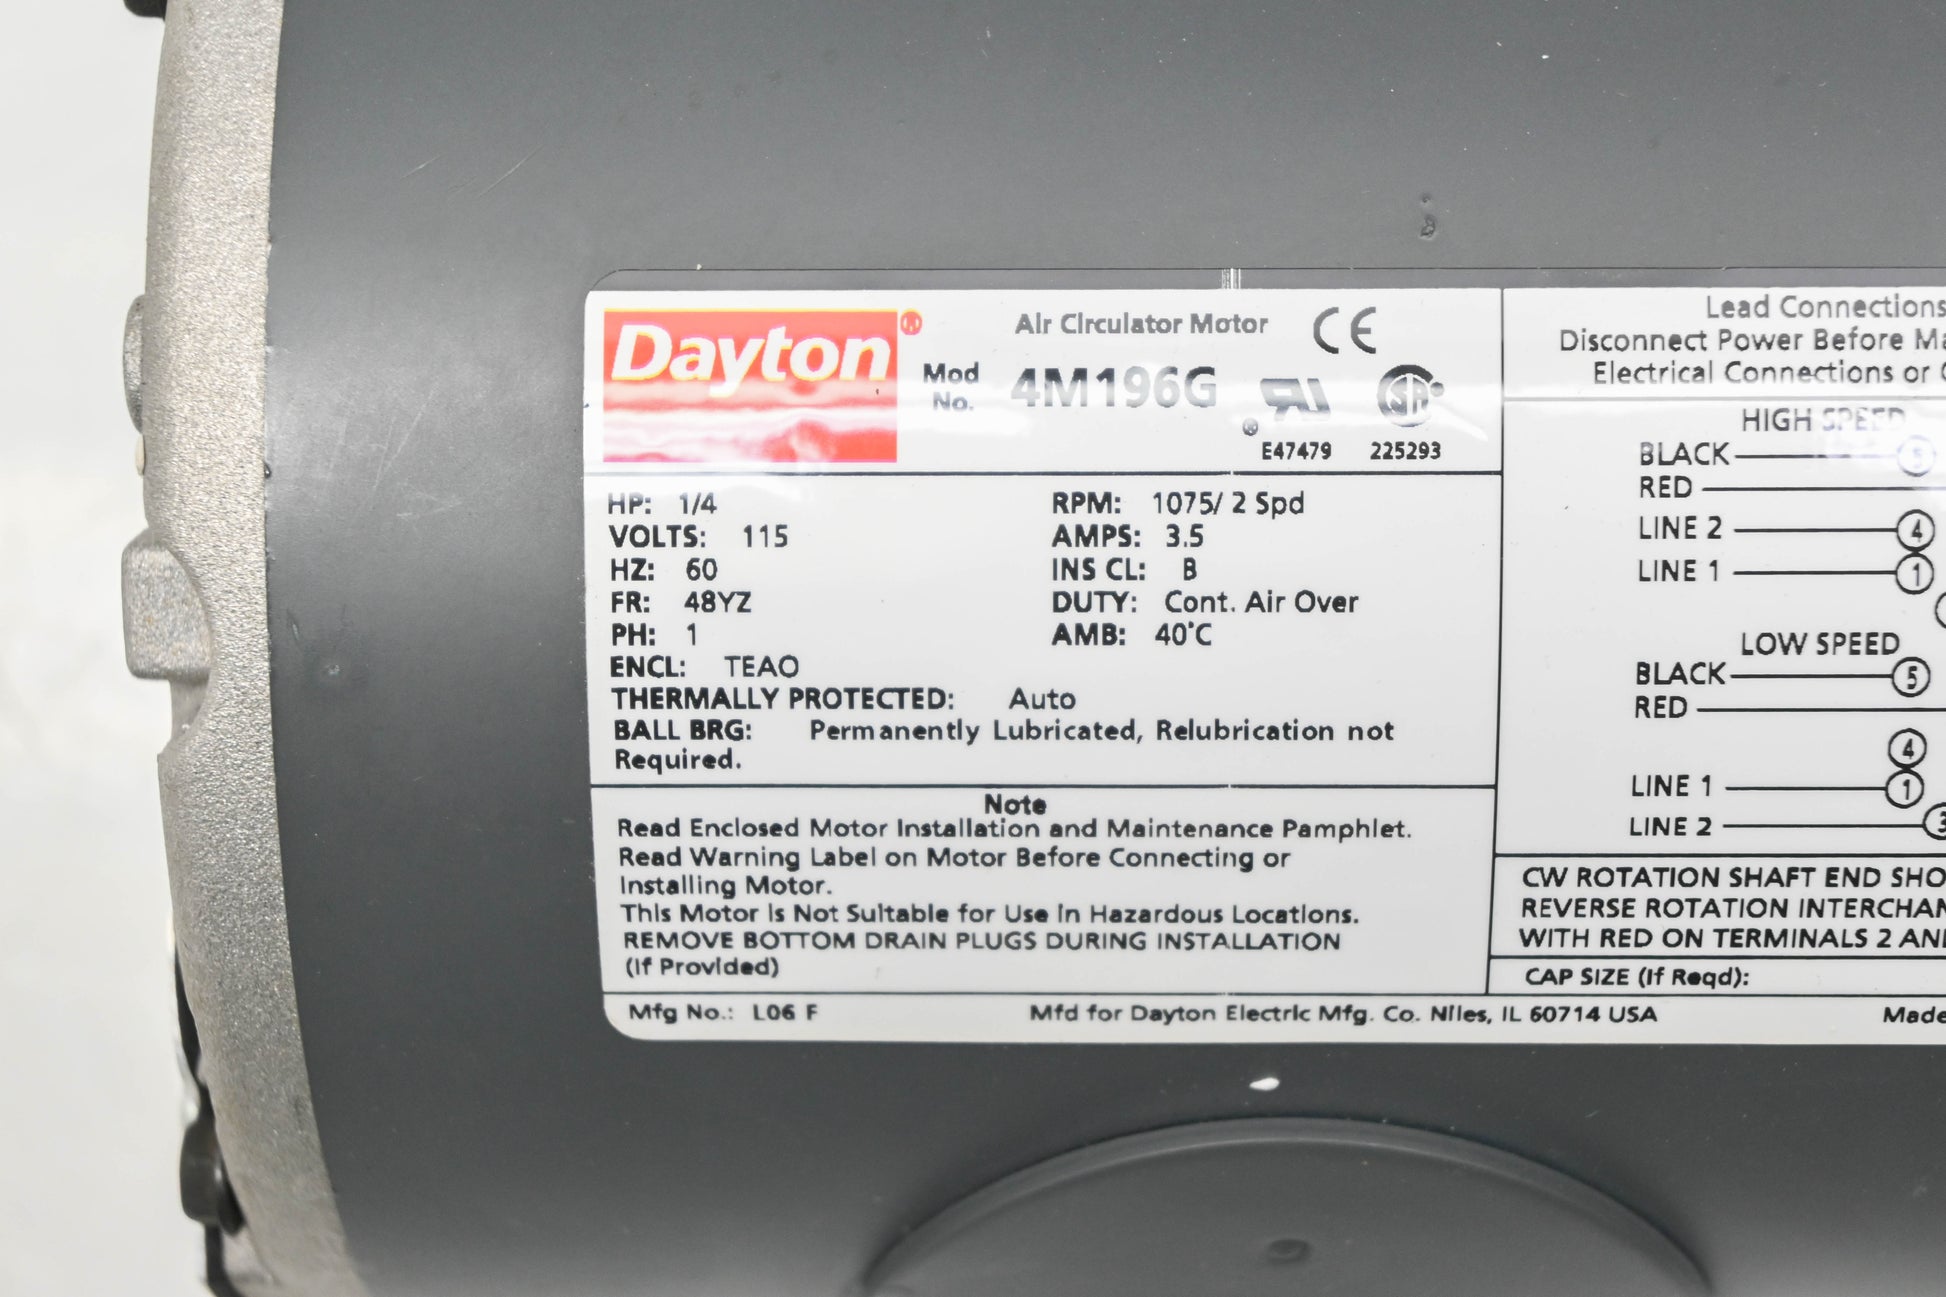 Dayton®
Air Circulator Motor
CE
Mod No. 4M196G
E47479 225293
HP: 1/4 RPM: 1075/ 2 Spd
VOLTS: 115 AMPS: 3.5
HZ: 60 INS CL: B
FR: 48YZ DUTY: Cont. Air Over
PH: 1 AMB: 40°C
ENCL: TEAO
THERMALLY PROTECTED: Auto
BALL BRG: Permanently Lubricated, Relubrication not
Required.
Note
Read Enclosed Motor Installation and Maintenance Pamphlet.
Read Warning Label on Motor Before Connecting or
Installing Motor.
This Motor is Not Suitable for Use in Hazardous Locations.
REMOVE BOTTOM DRAIN PLUGS DURING INSTALLATION
(If Provided)
Mfg No.: L06 F Mfd for Dayton Electric Mfg. Co. Niles, IL 60714 USA Made
Lead Connections
Disconnect Power Before
Electrical Connections or
HIGH SPEED
BLACK 5
RED
LINE 2 4
LINE 1 1
LOW SPEED
BLACK 5
RED
4
LINE 1 1
LINE 2 3
CW ROTATION SHAFT END
REVERSE ROTATION
WITH RED ON TERMINALS 2
CAP SIZE (If Reqd):